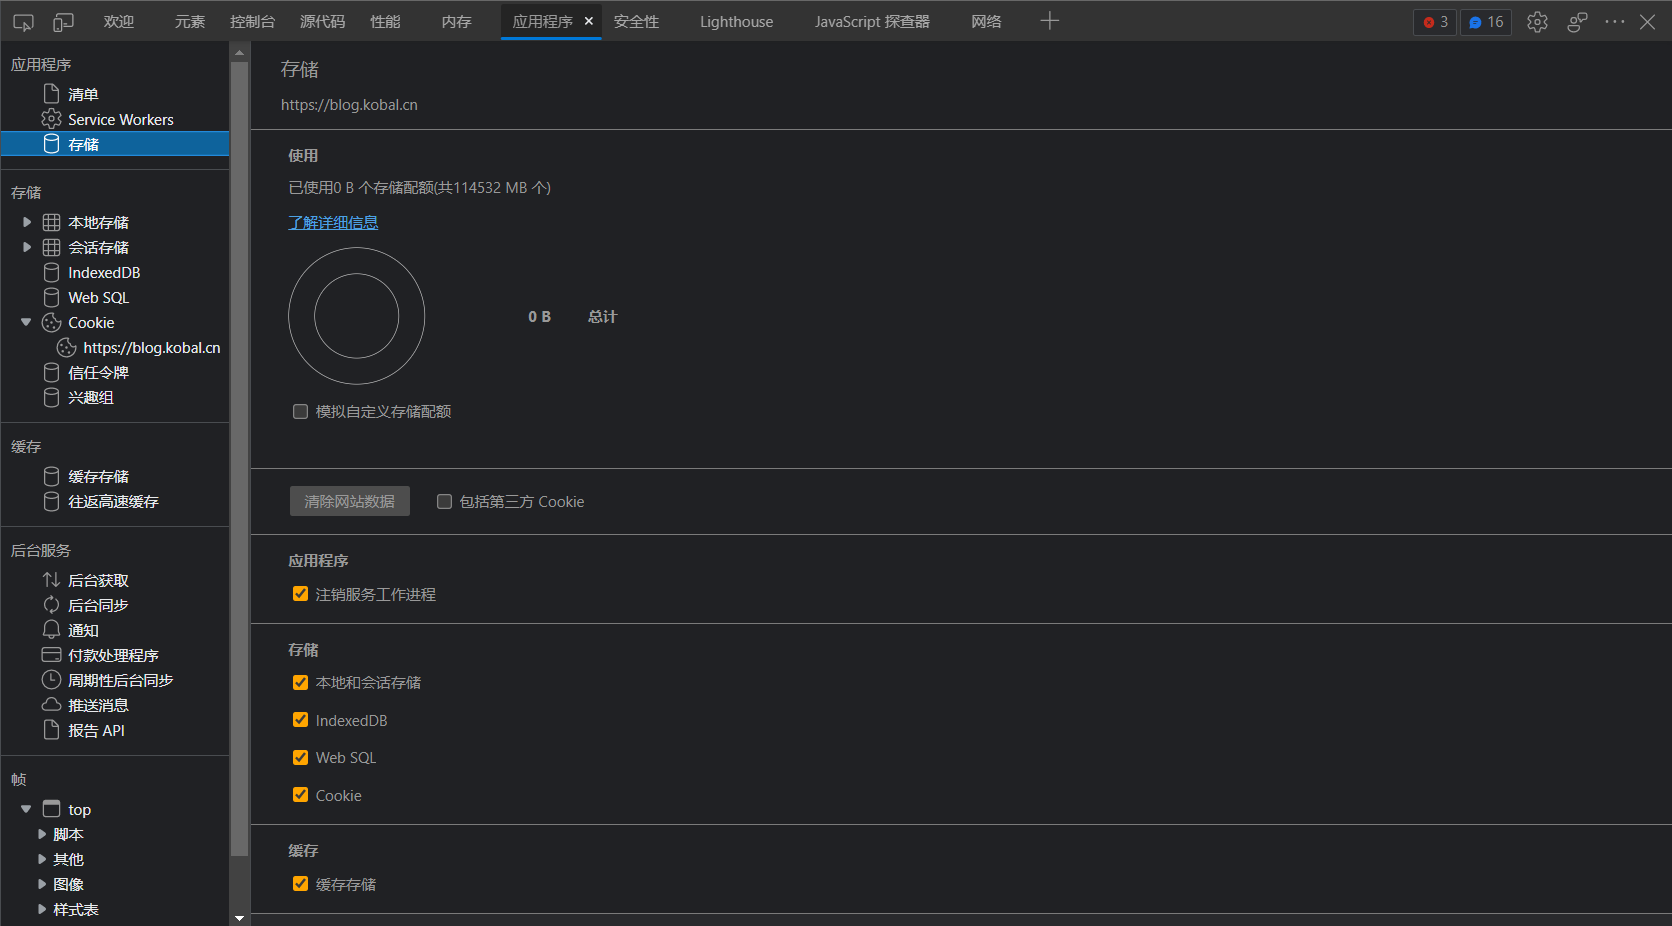 欢迎 元素 控制台 源代码 性能 内存 应用程序 × 安全性 Lighthouse JavaScript 探查器 网络 3 16
应用程序
清单
Service Workers
存储
存储
本地存储
会话存储
IndexedDB
Web SQL
Cookie
https://blog.kobal.cn
信任令牌
兴趣组
缓存
缓存存储
往返高速缓存
后台服务
后台获取
后台同步
通知
付款处理程序
周期性后台同步
推送消息
报告 API
帧
top
脚本
其他
图像
样式表
存储
https://blog.kobal.cn
使用
已使用0 B 个存储配额(共114532 MB 个)
了解详细信息
0 B 总计
模拟自定义存储配额
清除网站数据 包括第三方 Cookie
应用程序
注销服务工作进程
存储
本地和会话存储
IndexedDB
Web SQL
Cookie
缓存
缓存存储